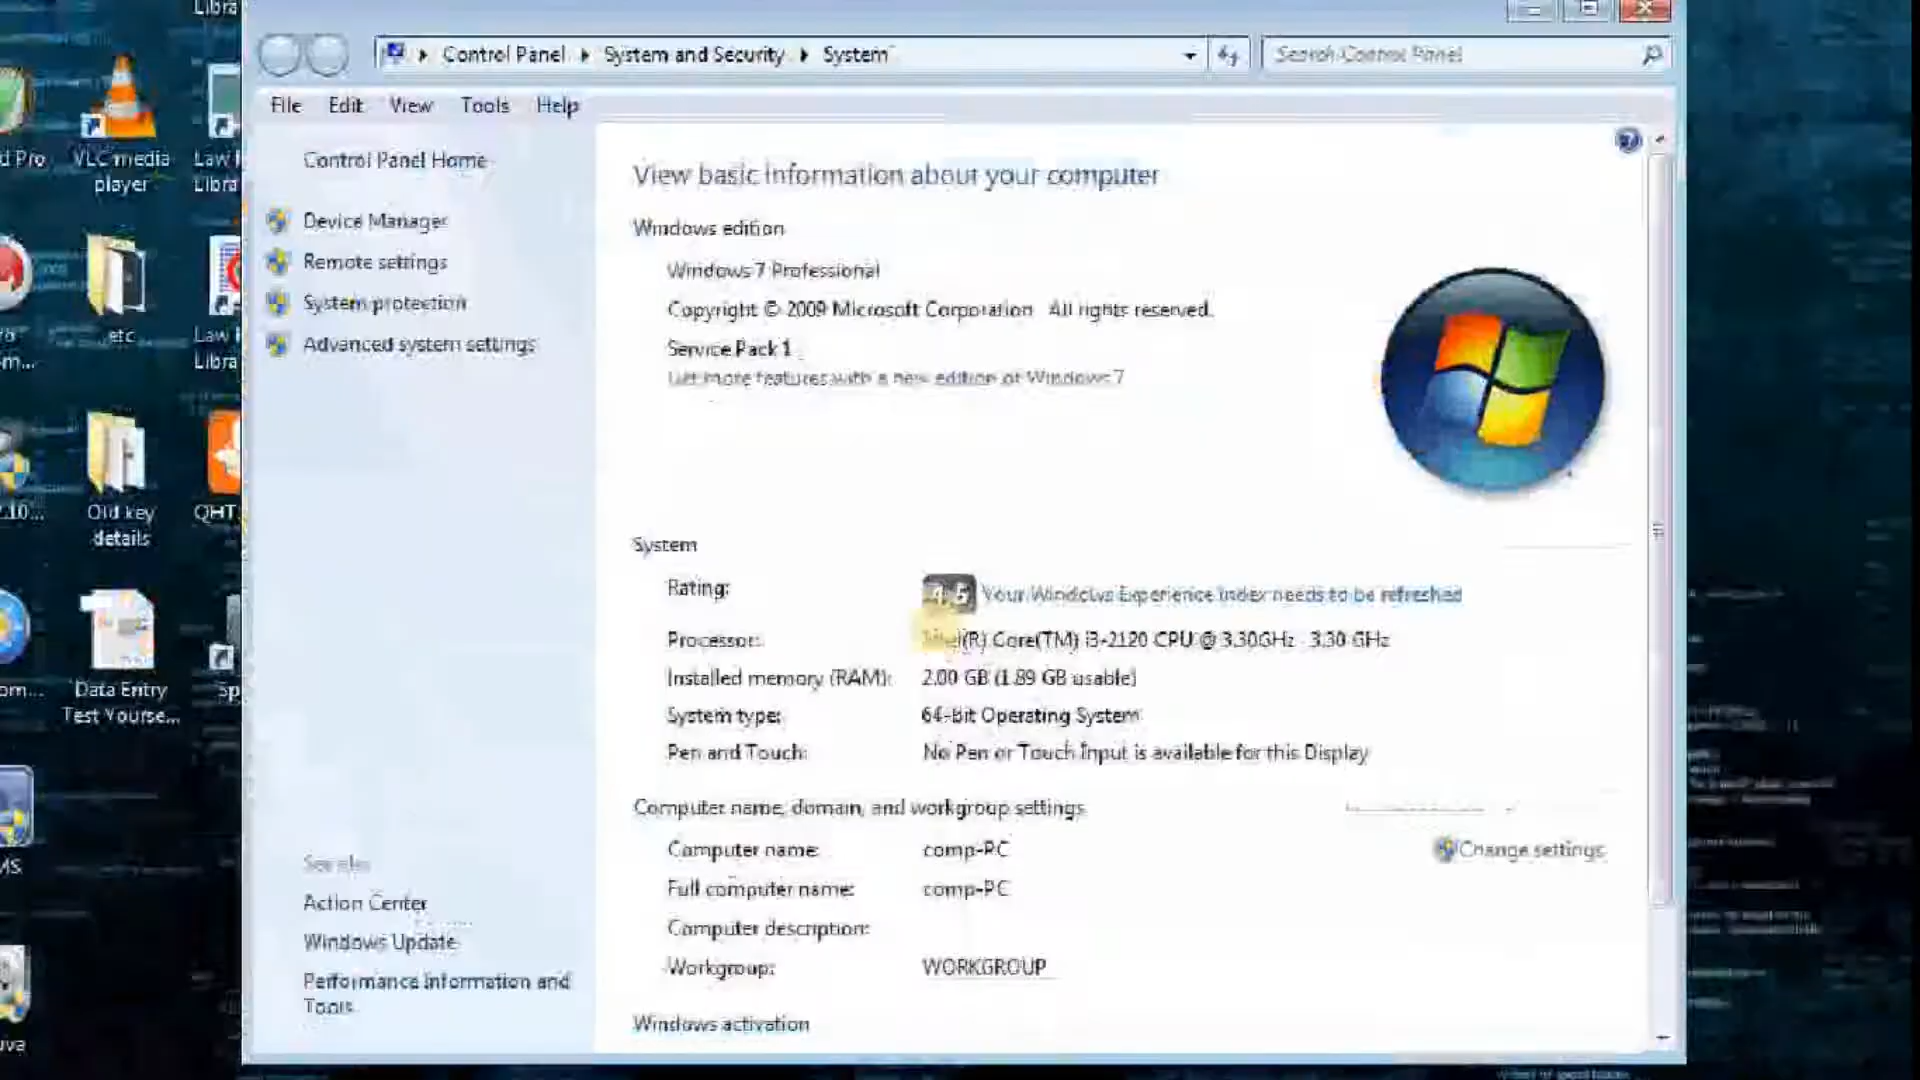 Libra
Control Panel
System and Security
System
Search Control Panel
File Edit View Tools Help
d Pro
VLC media
player
Law
Libra
Control Panel Home
Device Manager
Remote settings
System protection
Advanced system settings
View basic information about your computer
Windows edition
Windows 7 Professional
Copyright © 2009 Microsoft Corporation All rights reserved.
Service Pack 1
Get more features with a new edition of Windows 7
etc
Law
Libra
Old key
details
QHT
Data Entry
Test Yourse...
Sp
System
Rating:
4.5 Your Windows Experience Index needs to be refreshed
Processor: Intel(R) Core(TM) i3-2120 CPU @ 3.30GHz 3.30 GHz
Installed memory (RAM): 2.00 GB (1.89 GB usable)
System type: 64-bit Operating System
Pen and Touch: No Pen or Touch Input is available for this Display
Computer name, domain, and workgroup settings
Computer name: comp-PC
Change settings
Full computer name: comp-PC
Computer description:
Workgroup: WORKGROUP
Windows activation
See also
Action Center
Windows Update
Performance Information and
Tools